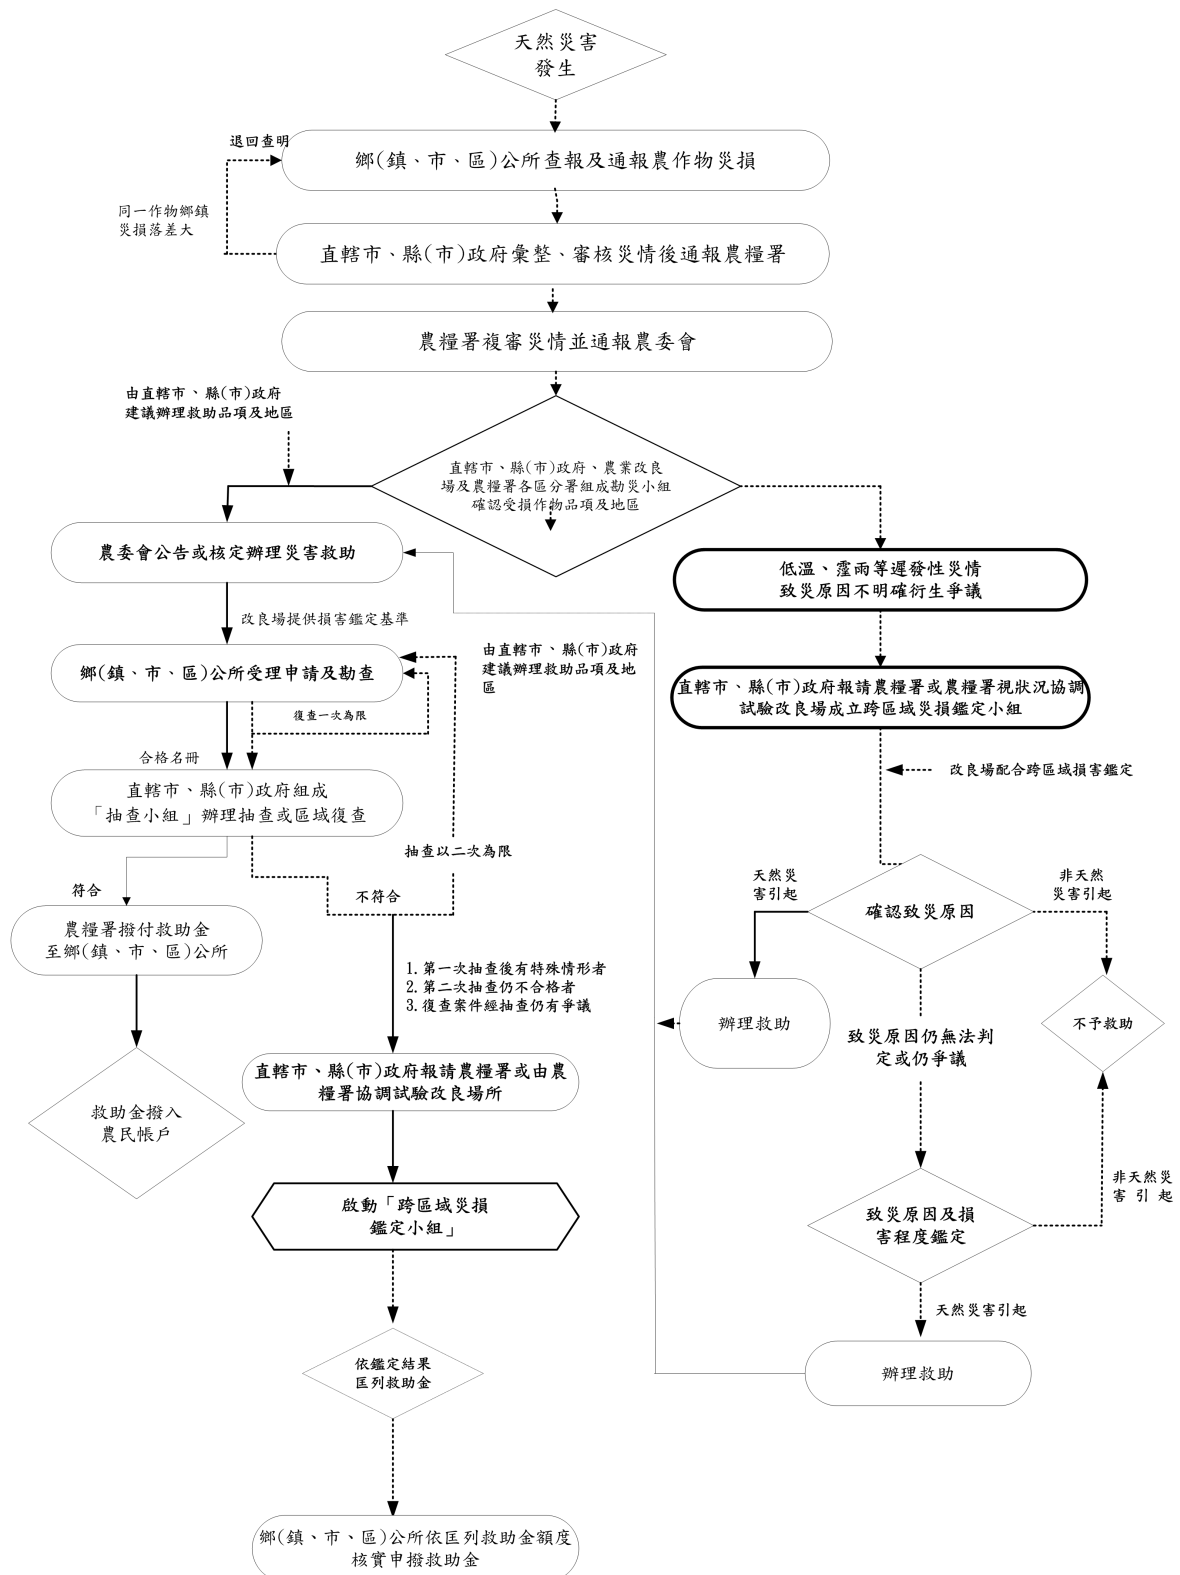 天然災害
發生
退回查明
鄉(鎮、市、區)公所查報及通報農作物災損
同一作物鄉鎮
災損落差大
直轄市、縣(市)政府彙整、審核災情後通報農糧署
農糧署複審災情並通報農委會
由直轄市、縣(市)政府
建議辦理救助品項及地區
直轄市、縣(市)政府、農業改良
場及農糧署各區分署組成勘災小組
確認受損作物品項及地區
農委會公告或核定辦理災害救助
低溫、霪雨等遲發性災情
致災原因不明確衍生爭議
改良場提供損害鑑定基準
由直轄市、縣(市)政府
建議辦理救助品項及地
區
鄉(鎮、市、區)公所受理申請及勘查
直轄市、縣(市)政府報請農糧署或農糧署視狀況協調
試驗改良場成立跨區域災損鑑定小組
復查一次為限
合格名冊
改良場配合跨區域損害鑑定
直轄市、縣(市)政府組成
「抽查小組」辦理抽查或區域復查
抽查以二次為限
符合
不符合
天然災
害引起
非天然
災害引起
確認致災原因
農糧署撥付救助金
至鄉(鎮、市、區)公所
1.第一次抽查後有特殊情形者
2.第二次抽查仍不合格者
3.復查案件經抽查仍有爭議
辦理救助
不予救助
致災原因仍無法判
定或仍爭議
直轄市、縣(市)政府報請農糧署或由農
糧署協調試驗改良場所
救助金撥入
農民帳戶
啟動「跨區域災損
鑑定小組」
致災原因及損
害程度鑑定
非天然災
害引起
天然災害引起
依鑑定結果
匡列救助金
辦理救助
鄉(鎮、市、區)公所依匡列救助金額度
核實申撥救助金